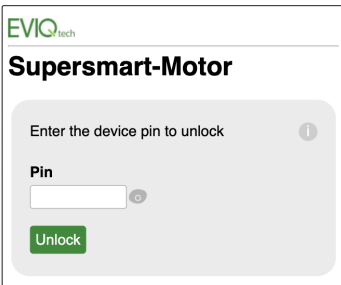 EVIQtech
Supersmart-Motor
Enter the device pin to unlock
i
Pin
Unlock